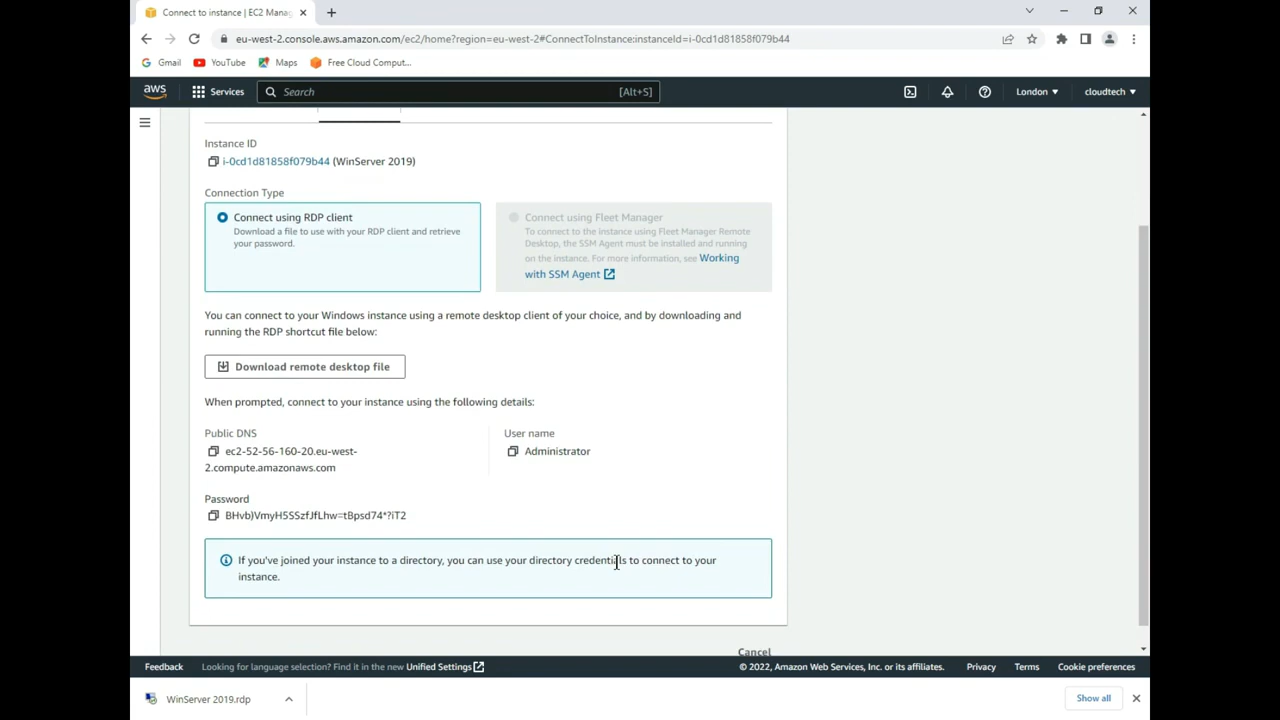 Connect to instance | EC2 Manag
eu-west-2.console.aws.amazon.com/ec2/home?region=eu-west-2#ConnectToInstance:instanceId=i-0cd1d81858f079b44
Gmail YouTube Maps Free Cloud Comput...
aws Services Search [Alt+S] London cloudtech
Instance ID
i-0cd1d81858f079b44 (WinServer 2019)
Connection Type
Connect using RDP client
Download a file to use with your RDP client and retrieve
your password.
Connect using Fleet Manager
To connect to the instance using Fleet Manager Remote
Desktop, the SSM Agent must be installed and running
on the instance. For more information, see Working
with SSM Agent
You can connect to your Windows instance using a remote desktop client of your choice, and by downloading and
running the RDP shortcut file below:
Download remote desktop file
When prompted, connect to your instance using the following details:
Public DNS
ec2-52-56-160-20.eu-west-
2.compute.amazonaws.com
User name
Administrator
Password
BHvb)VmyH5SSzfJfLhw=tBpsd74*?iT2
If you've joined your instance to a directory, you can use your directory credentials to connect to your
instance.
Cancel
Feedback Looking for language selection? Find it in the new Unified Settings © 2022, Amazon Web Services, Inc. or its affiliates. Privacy Terms Cookie preferences
WinServer 2019.rdp Show all